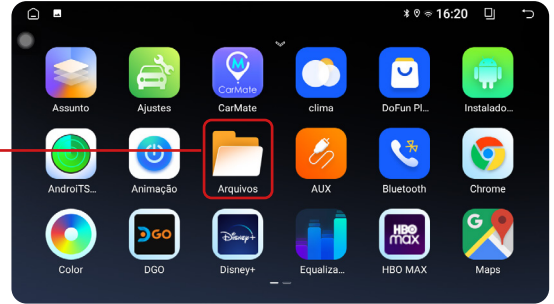 16:20
Assunto
Ajustes
CarMate
CarMate
clima
DoFun Pl...
Instalado...
AndroiTS...
Animação
Arquivos
AUX
Bluetooth
Chrome
DGO
Disney+
HBO
max
G
Color
DGO
Disney+
Equaliza...
HBO MAX
Maps